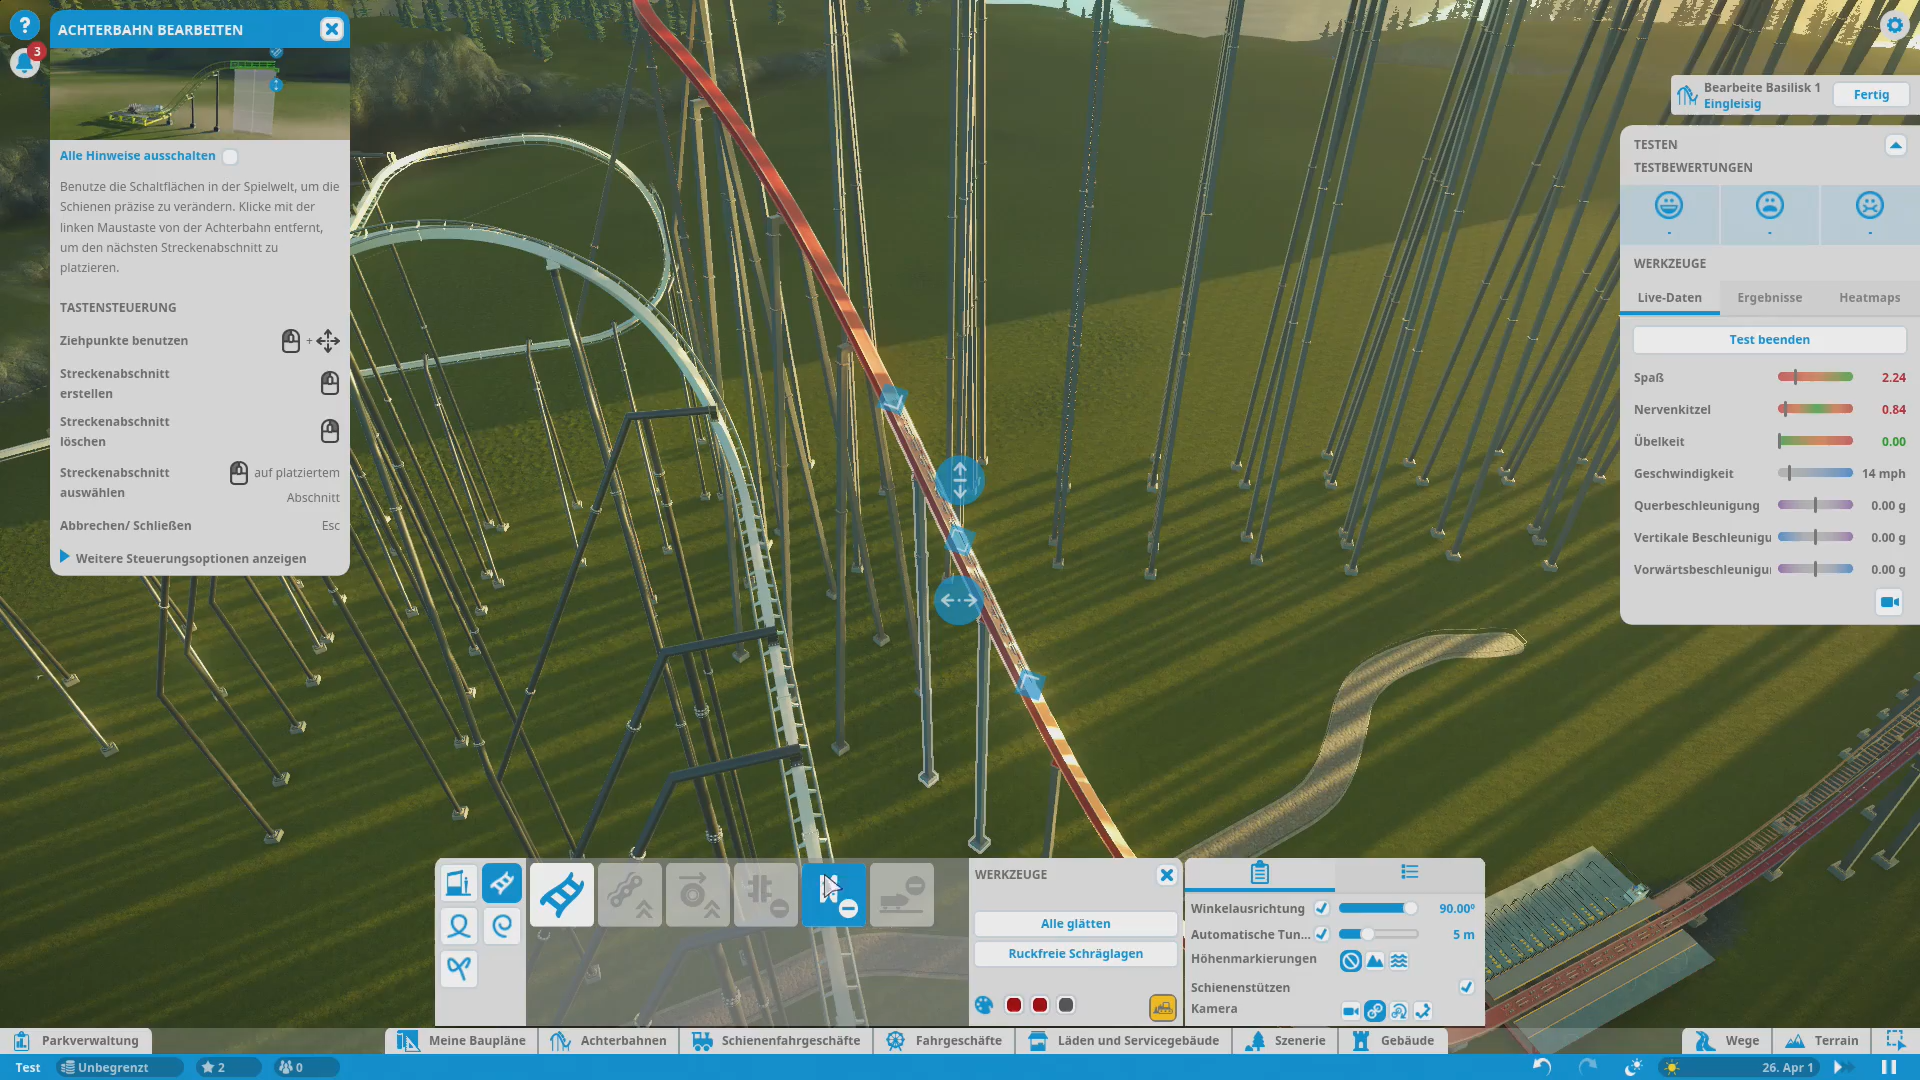 ACHTERBAHN BEARBEITEN
3
Alle Hinweise ausschalten
Benutze die Schaltflächen in der Spielwelt, um die
Schienen präzise zu verändern. Klicke mit der
linken Maustaste von der Achterbahn entfernt,
um den nächsten Streckenabschnitt zu
platzieren.
TASTENSTEUERUNG
Ziehpunkte benutzen
+
Streckenabschnitt
erstellen
Streckenabschnitt
löschen
Streckenabschnitt
auswählen
auf platziertem
Abschnitt
Abbrechen/ Schließen Esc
Weitere Steuerungsoptionen anzeigen
Bearbeite Basilisk 1
Eingleisig
Fertig
TESTEN
TESTBEWERTUNGEN
- - -
WERKZEUGE
Live-Daten Ergebnisse Heatmaps
Test beenden
Spaß 2.24
Nervenkitzel 0.84
Übelkeit 0.00
Geschwindigkeit 14 mph
Querbeschleunigung 0.00 g
Vertikale Beschleunigu 0.00 g
Vorwärtsbeschleunigu 0.00 g
WERKZEUGE
Alle glätten
Ruckfreie Schräglagen
Winkelausrichtung 90.00°
Automatische Tun... 5 m
Höhenmarkierungen
Schienenstützen
Kamera
Parkverwaltung
Meine Baupläne
Achterbahnen
Schienenfahrgeschäfte
Fahrgeschäfte
Läden und Servicegebäude
Szenerie
Gebäude
Wege
Terrain
Test
Unbegrenzt
2
0
26. Apr 1